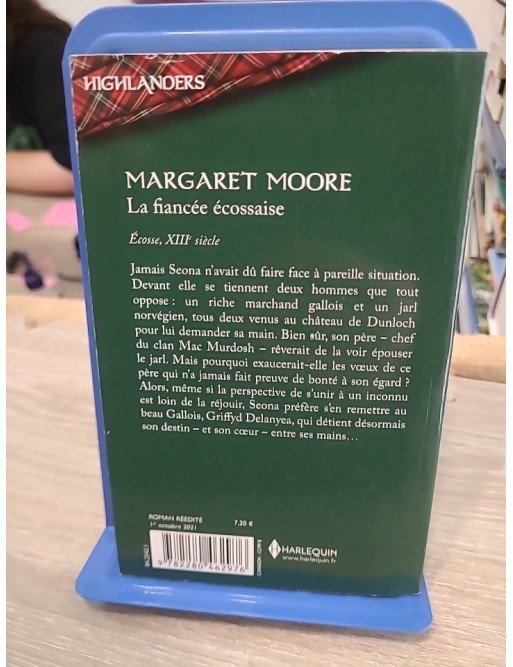 HIGHLANDERS
MARGARET MOORE
La fiancée écossaise
Écosse, XIIIe siècle
Jamais Seona n'avait dû faire face à pareille situation.
Devant elle se tiennent deux hommes que tout
oppose : un riche marchand gallois et un jarl
norvégien, tous deux venus au château de Dunloch
pour lui demander sa main. Bien sûr, son père – chef
du clan Mac Murdosh – rêverait de la voir épouser
le jarl. Mais pourquoi exaucerait-elle les vœux de ce
père qui n'a jamais fait preuve de bonté à son égard ?
Alors, même si la perspective de s'unir à un inconnu
est loin de la réjouir, Seona préfère s'en remettre au
beau Gallois, Griffyd Delanyea, qui détient désormais
son destin – et son cœur – entre ses mains…
ROMAN RÉÉDITÉ
1er octobre 2021
7,20 €
9 782280 462976
HARLEQUIN
www.harlequin.fr